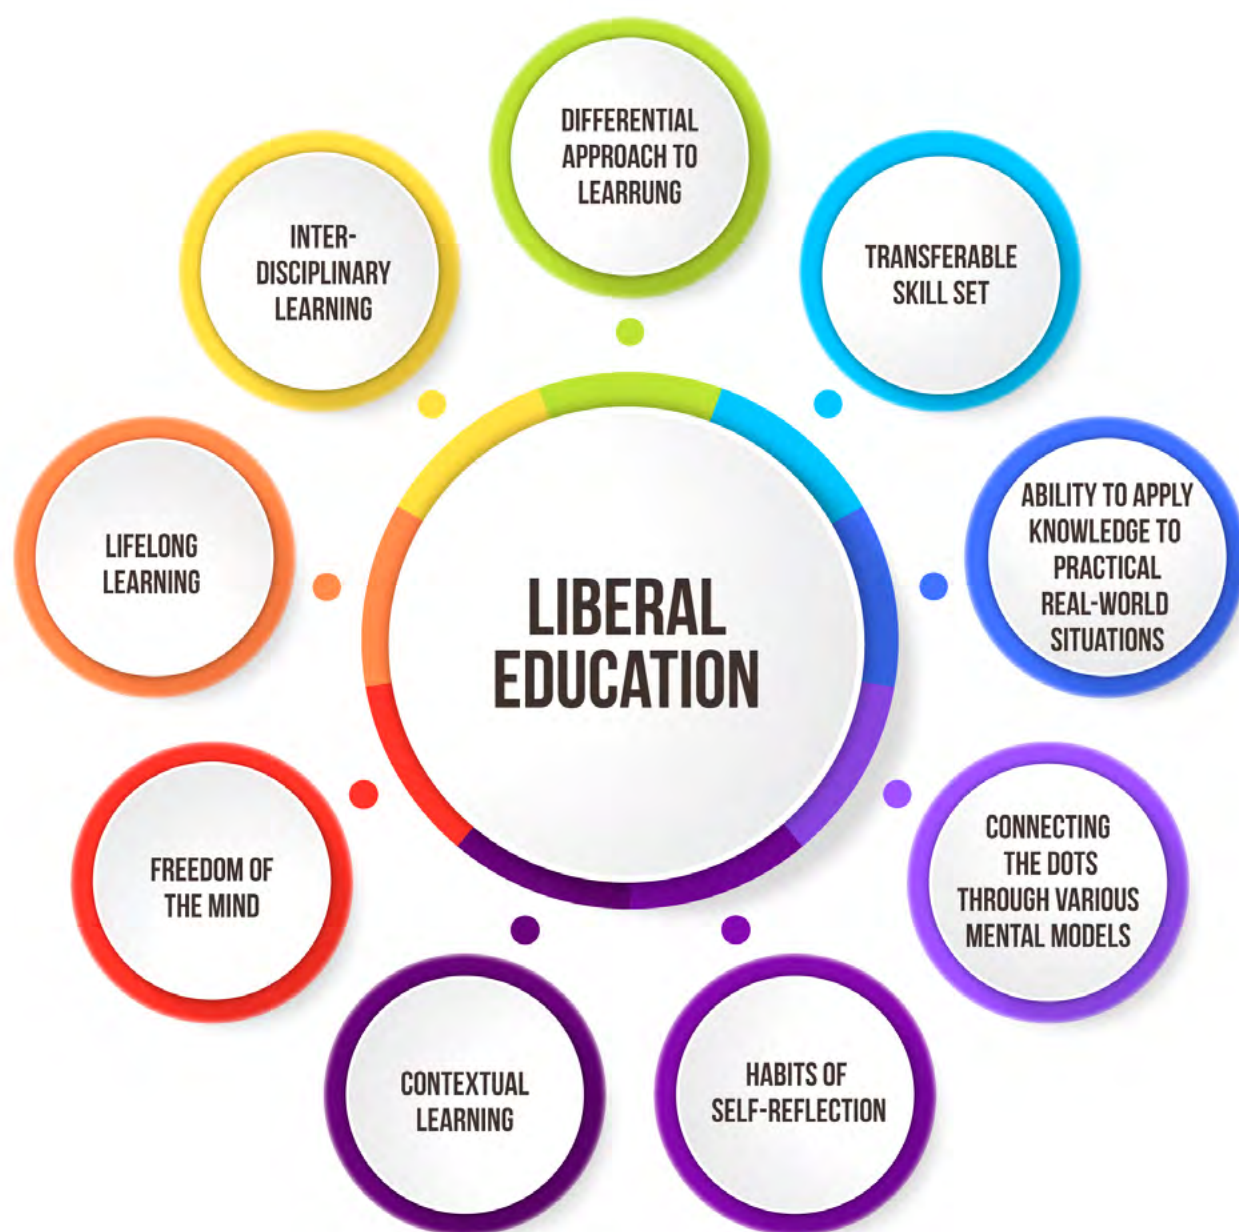 DIFFERENTIAL
APPROACH TO
LEARRUNG
TRANSFERABLE
SKILL SET
ABILITY TO APPLY
KNOWLEDGE TO
PRACTICAL
REAL-WORLD
SITUATIONS
CONNECTING
THE DOTS
THROUGH VARIOUS
MENTAL MODELS
HABITS OF
SELF-REFLECTION
CONTEXTUAL
LEARNING
FREEDOM OF
THE MIND
LIFELONG
LEARNING
INTER-
DISCIPLINARY
LEARNING
LIBERAL
EDUCATION